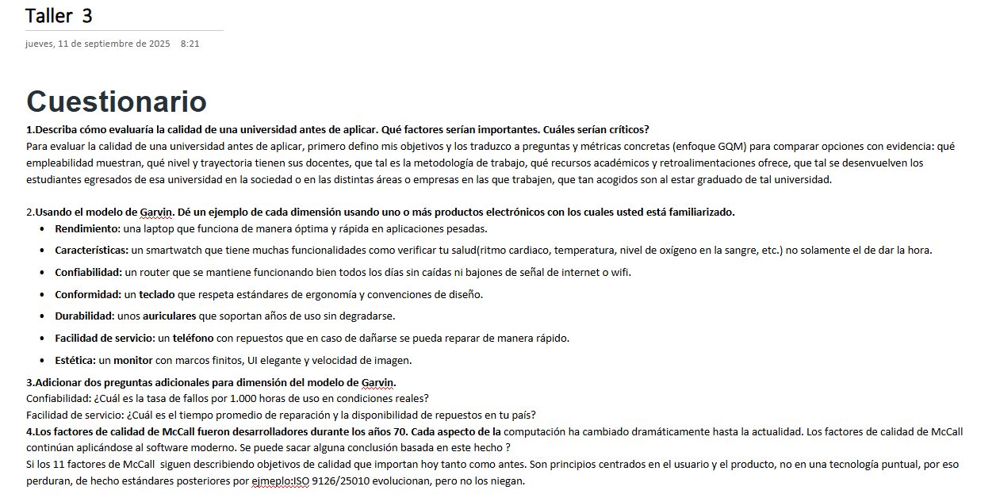 Taller 3
jueves, 11 de septiembre de 2025 8:21
Cuestionario
1.Describa cómo evaluaría la calidad de una universidad antes de aplicar. Qué factores serían importantes. Cuáles serían críticos?
Para evaluar la calidad de una universidad antes de aplicar, primero defino mis objetivos y los traduzco a preguntas y métricas concretas (enfoque GQM) para comparar opciones con evidencia: qué
empleabilidad muestran, qué nivel y trayectoria tienen sus docentes, que tal es la metodología de trabajo, qué recursos académicos y retroalimentaciones ofrece, que tal se desenvuelven los
estudiantes egresados de esa universidad en la sociedad o en las distintas áreas o empresas en las que trabajen, que tan acogidos son al estar graduado de tal universidad.
2.Usando el modelo de Garvin. Dé un ejemplo de cada dimensión usando uno o más productos electrónicos con los cuales usted está familiarizado.
• Rendimiento: una laptop que funciona de manera óptima y rápida en aplicaciones pesadas.
• Características: un smartwatch que tiene muchas funcionalidades como verificar tu salud(ritmo cardiaco, temperatura, nivel de oxígeno en la sangre, etc.) no solamente el de dar la hora.
• Confiabilidad: un router que se mantiene funcionando bien todos los días sin caídas ni bajones de señal de internet o wifi.
• Conformidad: un teclado que respeta estándares de ergonomía y convenciones de diseño.
• Durabilidad: unos auriculares que soportan años de uso sin degradarse.
• Facilidad de servicio: un teléfono con repuestos que en caso de dañarse se pueda reparar de manera rápido.
• Estética: un monitor con marcos finitos, UI elegante y velocidad de imagen.
3.Adicionar dos preguntas adicionales para dimensión del modelo de Garvin.
Confiabilidad: ¿Cuál es la tasa de fallos por 1.000 horas de uso en condiciones reales?
Facilidad de servicio: ¿Cuál es el tiempo promedio de reparación y la disponibilidad de repuestos en tu país?
4.Los factores de calidad de McCall fueron desarrolladores durante los años 70. Cada aspecto de la computación ha cambiado dramáticamente hasta la actualidad. Los factores de calidad de McCall
continúan aplicándose al software moderno. Se puede sacar alguna conclusión basada en este hecho ?
Si los 11 factores de McCall siguen describiendo objetivos de calidad que importan hoy tanto como antes. Son principios centrados en el usuario y el producto, no en una tecnología puntual, por eso
perduran, de hecho estándares posteriores por ejmeplo:ISO 9126/25010 evolucionan, pero no los niegan.